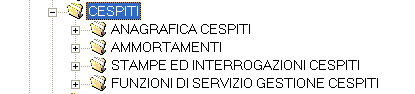 CESPITI
ANAGRAFICA CESPITI
AMMORTAMENTI
STAMPE ED INTERROGAZIONI CESPITI
FUNZIONI DI SERVIZIO GESTIONE CESPITI